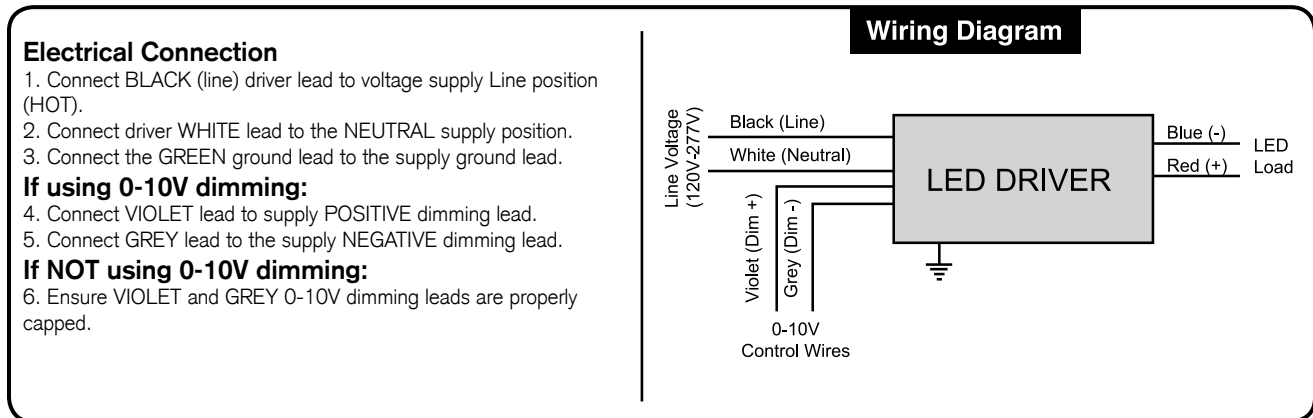 Electrical Connection
1. Connect BLACK (line) driver lead to voltage supply Line position
(HOT).
2. Connect driver WHITE lead to the NEUTRAL supply position.
3. Connect the GREEN ground lead to the supply ground lead.
If using 0-10V dimming:
4. Connect VIOLET lead to supply POSITIVE dimming lead.
5. Connect GREY lead to the supply NEGATIVE dimming lead.
If NOT using 0-10V dimming:
6. Ensure VIOLET and GREY 0-10V dimming leads are properly
capped.
Wiring Diagram
Line Voltage
(120V-277V)
Black (Line)
White (Neutral)
Violet (Dim +)
Grey (Dim -)
0-10V
Control Wires
LED DRIVER
Blue (-)
Red (+)
LED
Load